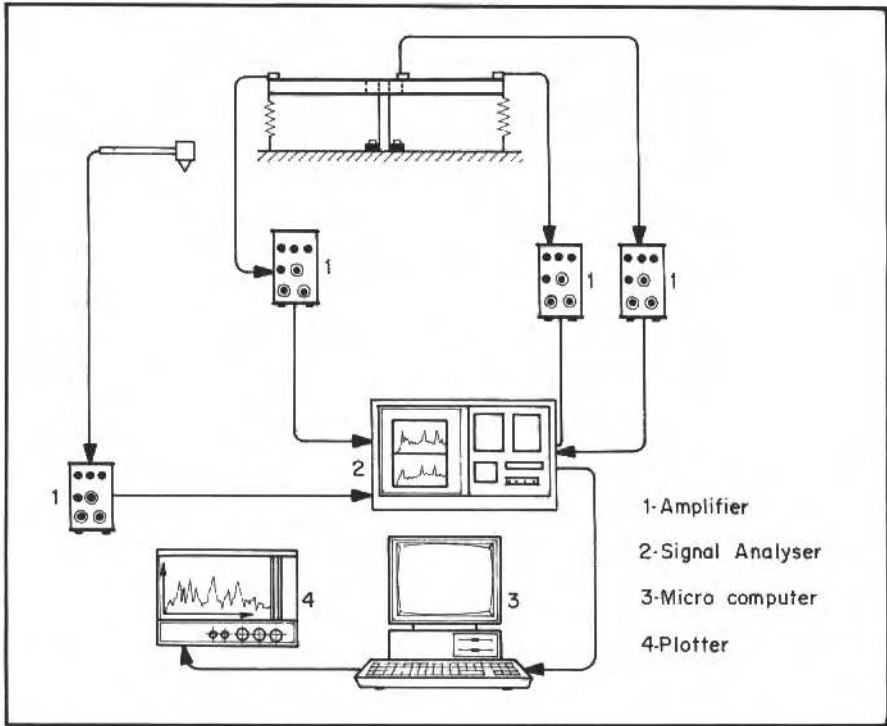 1
1
1
2
1
1-Amplifier
2-Signal Analyser
3-Micro computer
4-Plotter
4
3